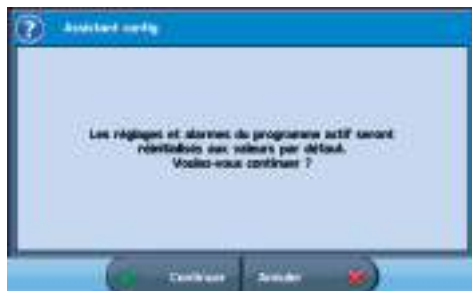 Assistant config
Les réglages et alarmes du programme actif seront
réinitialisés aux valeurs par défaut.
Voulez-vous continuer ?
Continuer
Annuler